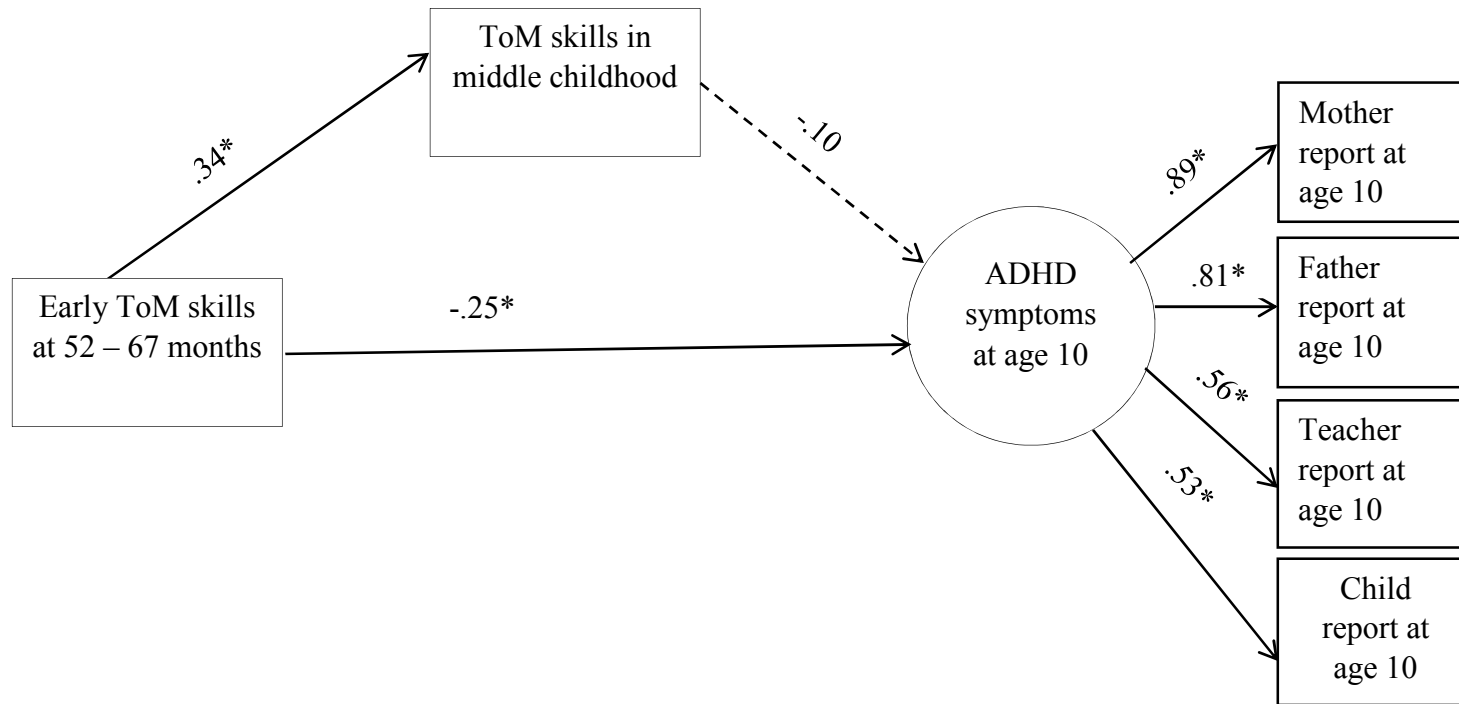 ToM skills in
middle childhood
.34*
-.10
Early ToM skills
at 52 – 67 months
-.25*
ADHD
symptoms
at age 10
.89*
.81*
.56*
.53*
Mother
report at
age 10
Father
report at
age 10
Teacher
report at
age 10
Child
report at
age 10